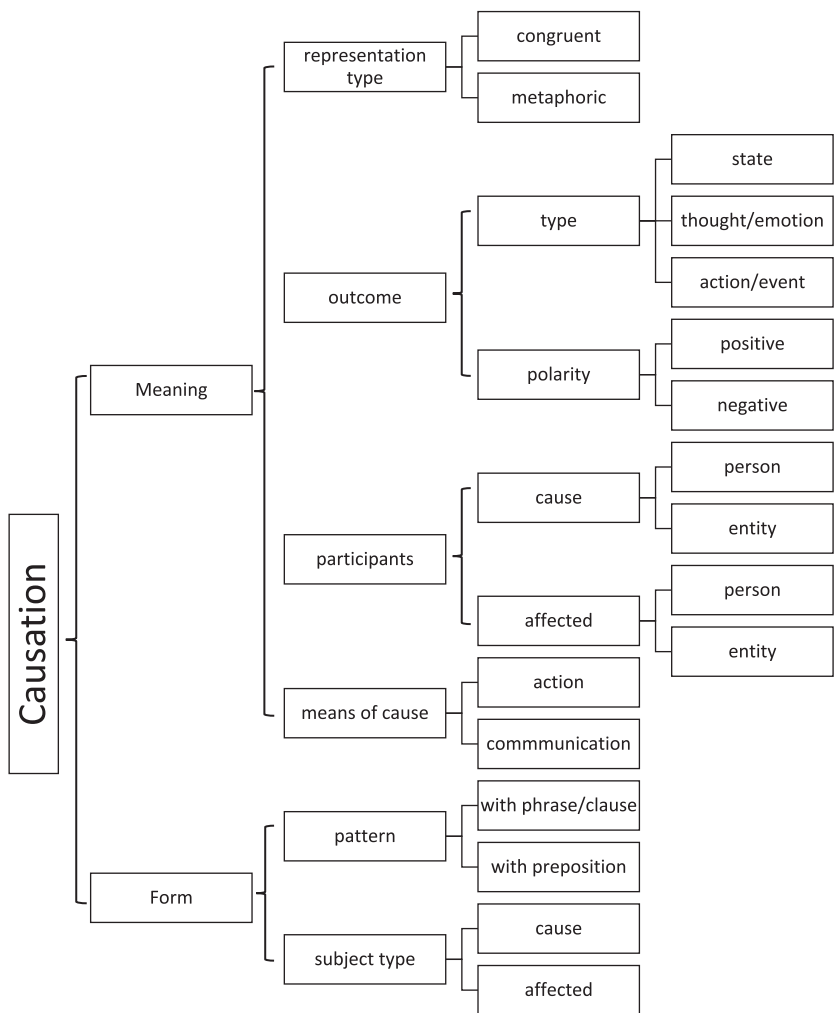 Causation
Meaning
representation
type
congruent
metaphoric
outcome
type
state
thought/emotion
action/event
polarity
positive
negative
participants
cause
person
entity
affected
person
entity
means of cause
action
commmunication
Form
pattern
with phrase/clause
with preposition
subject type
cause
affected